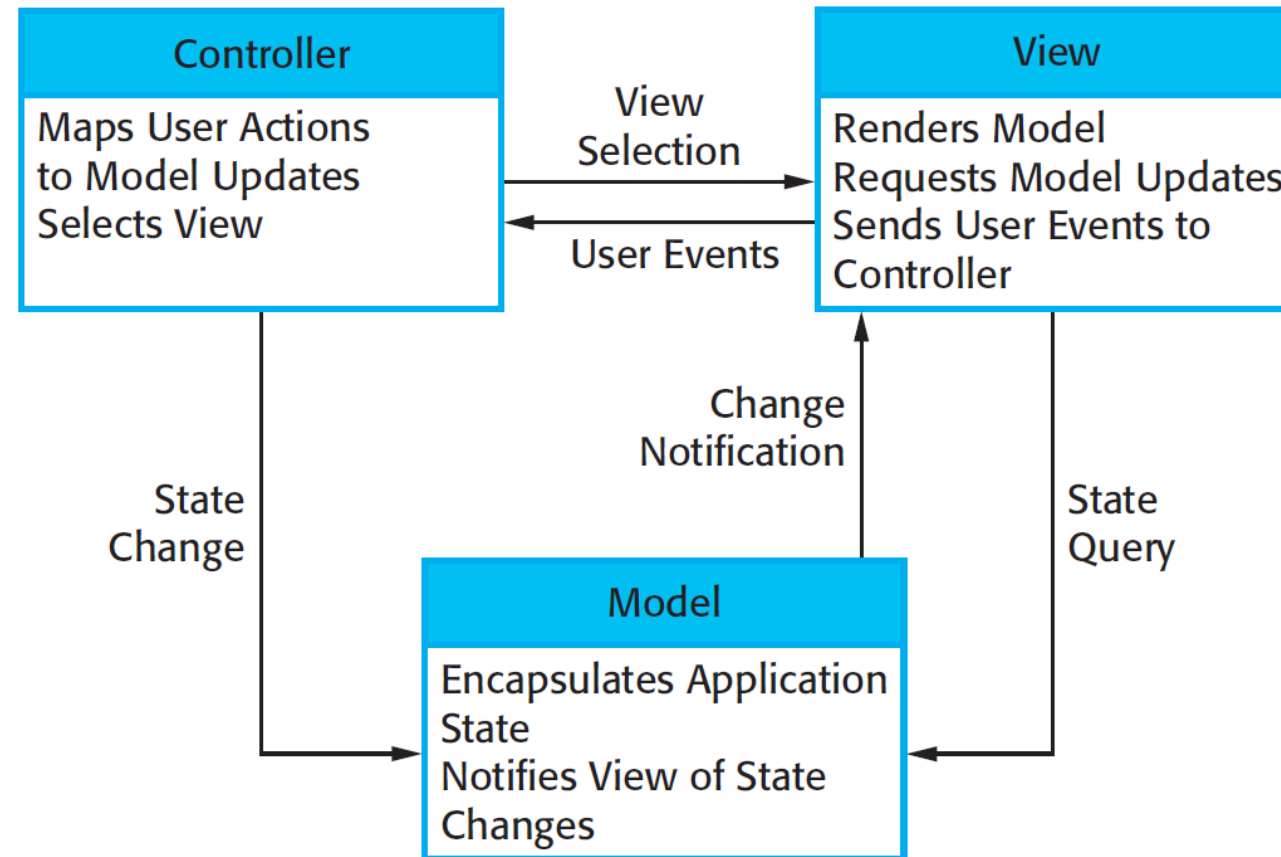 Controller
Maps User Actions
to Model Updates
Selects View
View
Selection
User Events
View
Renders Model
Requests Model Updates
Sends User Events to
Controller
State
Change
Change
Notification
State
Query
Model
Encapsulates Application
State
Notifies View of State
Changes